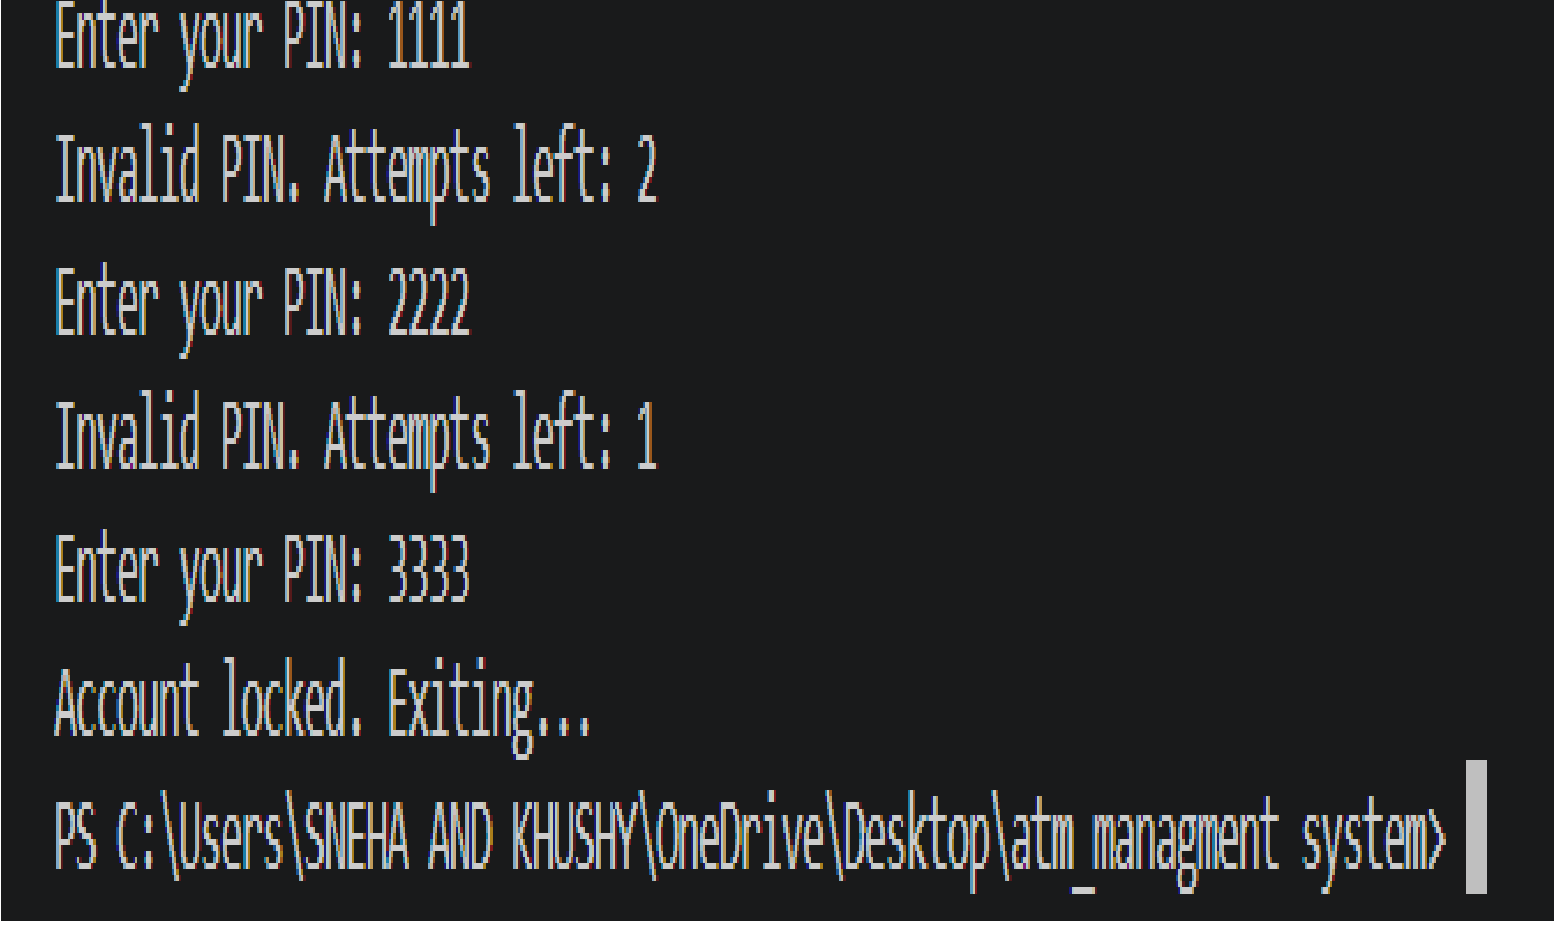 Enter your PIN: 1111
Invalid PIN. Attempts left: 2
Enter your PIN: 2222
Invalid PIN. Attempts left: 1
Enter your PIN: 3333
Account locked. Exiting...
PS C:\Users\SNEHA AND KHUSHY\OneDrive\Desktop\atm_managment system>